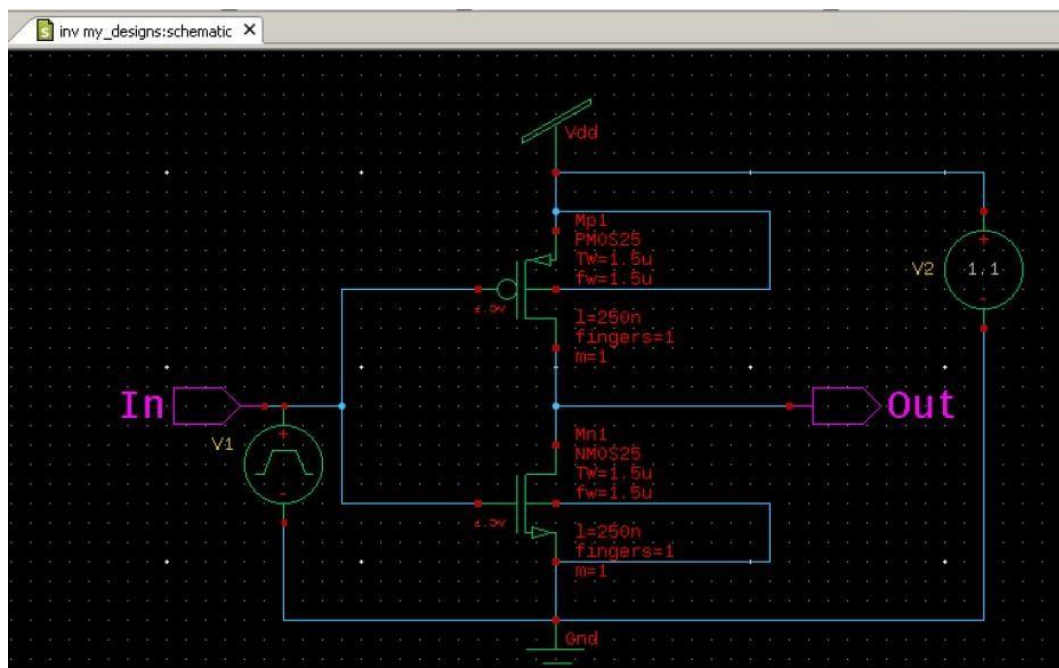 inv my_designs:schematic
Vdd
Mp1
PMOS25
TW=1.5u
fw=1.5u
V2
+
1.1
-
l=250n
fingers=1
m=1
In
Out
V1
+
-
Mn1
NMOS25
TW=1.5u
fw=1.5u
l=250n
fingers=1
m=1
Gnd